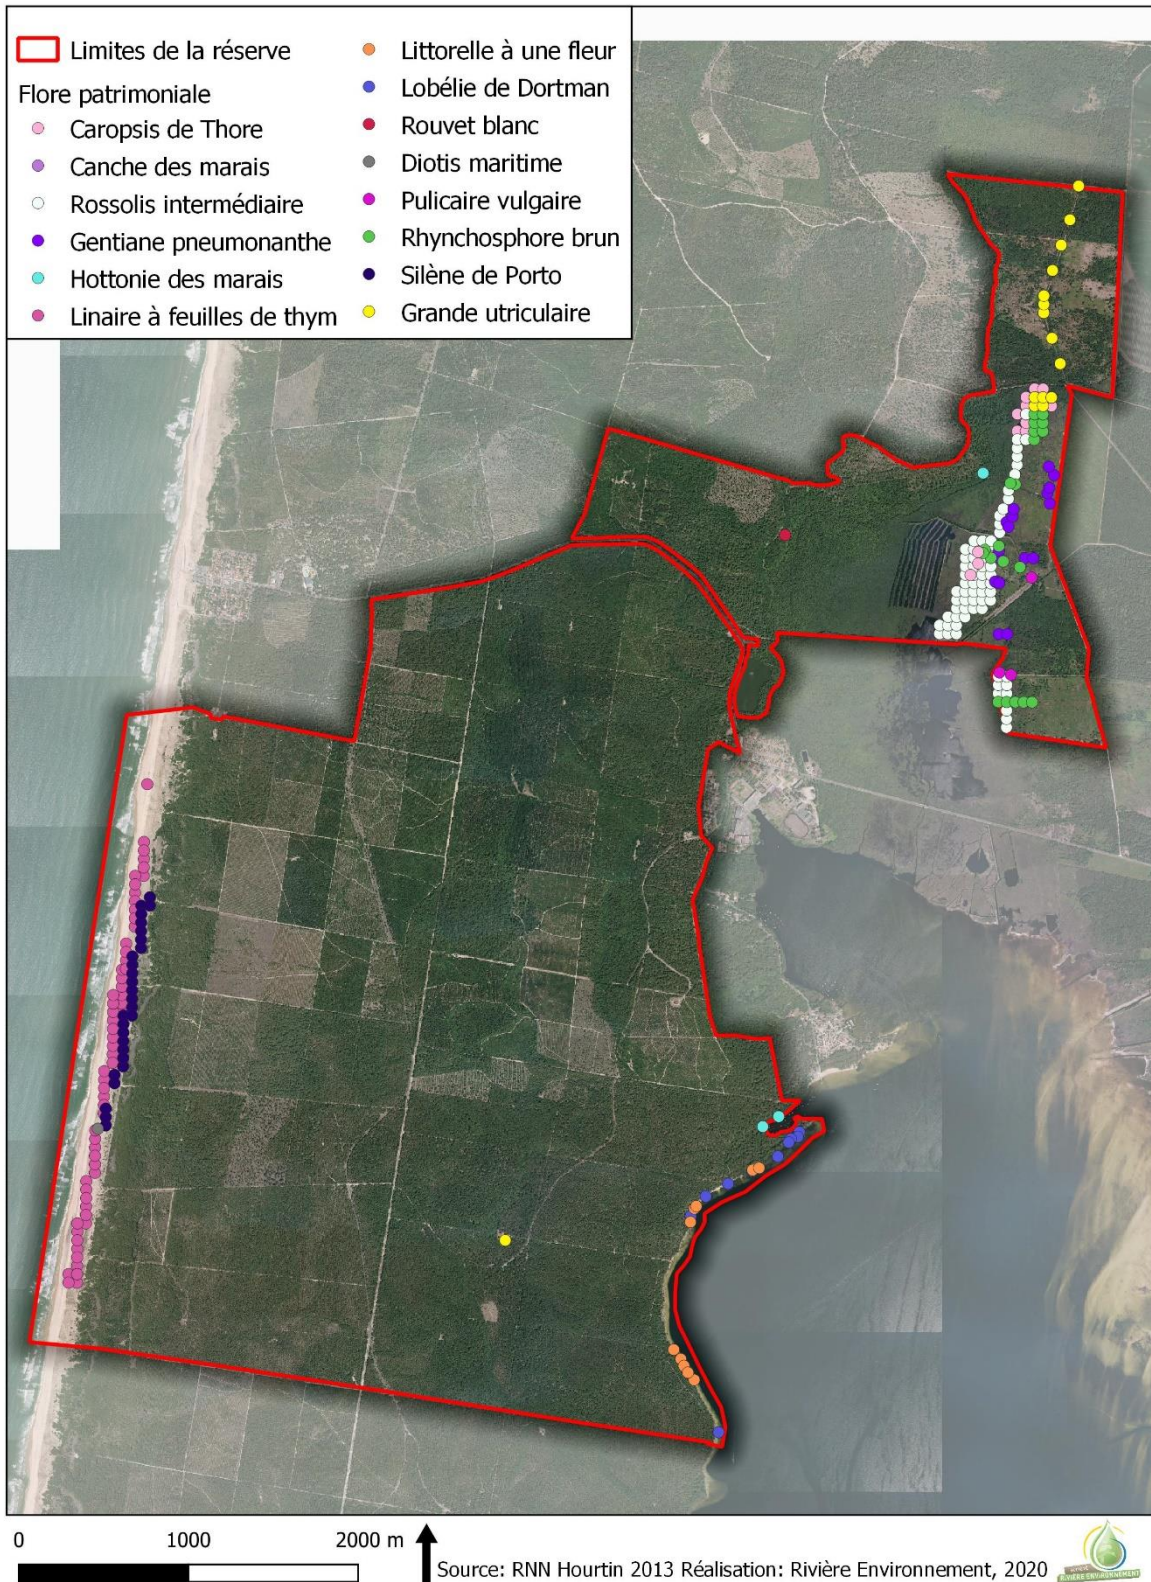 Limites de la réserve
Flore patrimoniale
Caropsis de Thore
Canche des marais
Rossolis intermédiaire
Gentiane pneumonanthe
Hottonie des marais
Linaire à feuilles de thym
Littorelle à une fleur
Lobélie de Dortman
Rouvet blanc
Diotis maritime
Pulicaire vulgaire
Rhynchosphore brun
Silène de Porto
Grande utriculaire
0 1000 2000 m
Source: RNN Hourtin 2013 Réalisation: Rivière Environnement, 2020
RIVIÈRE ENVIRONNEMENT